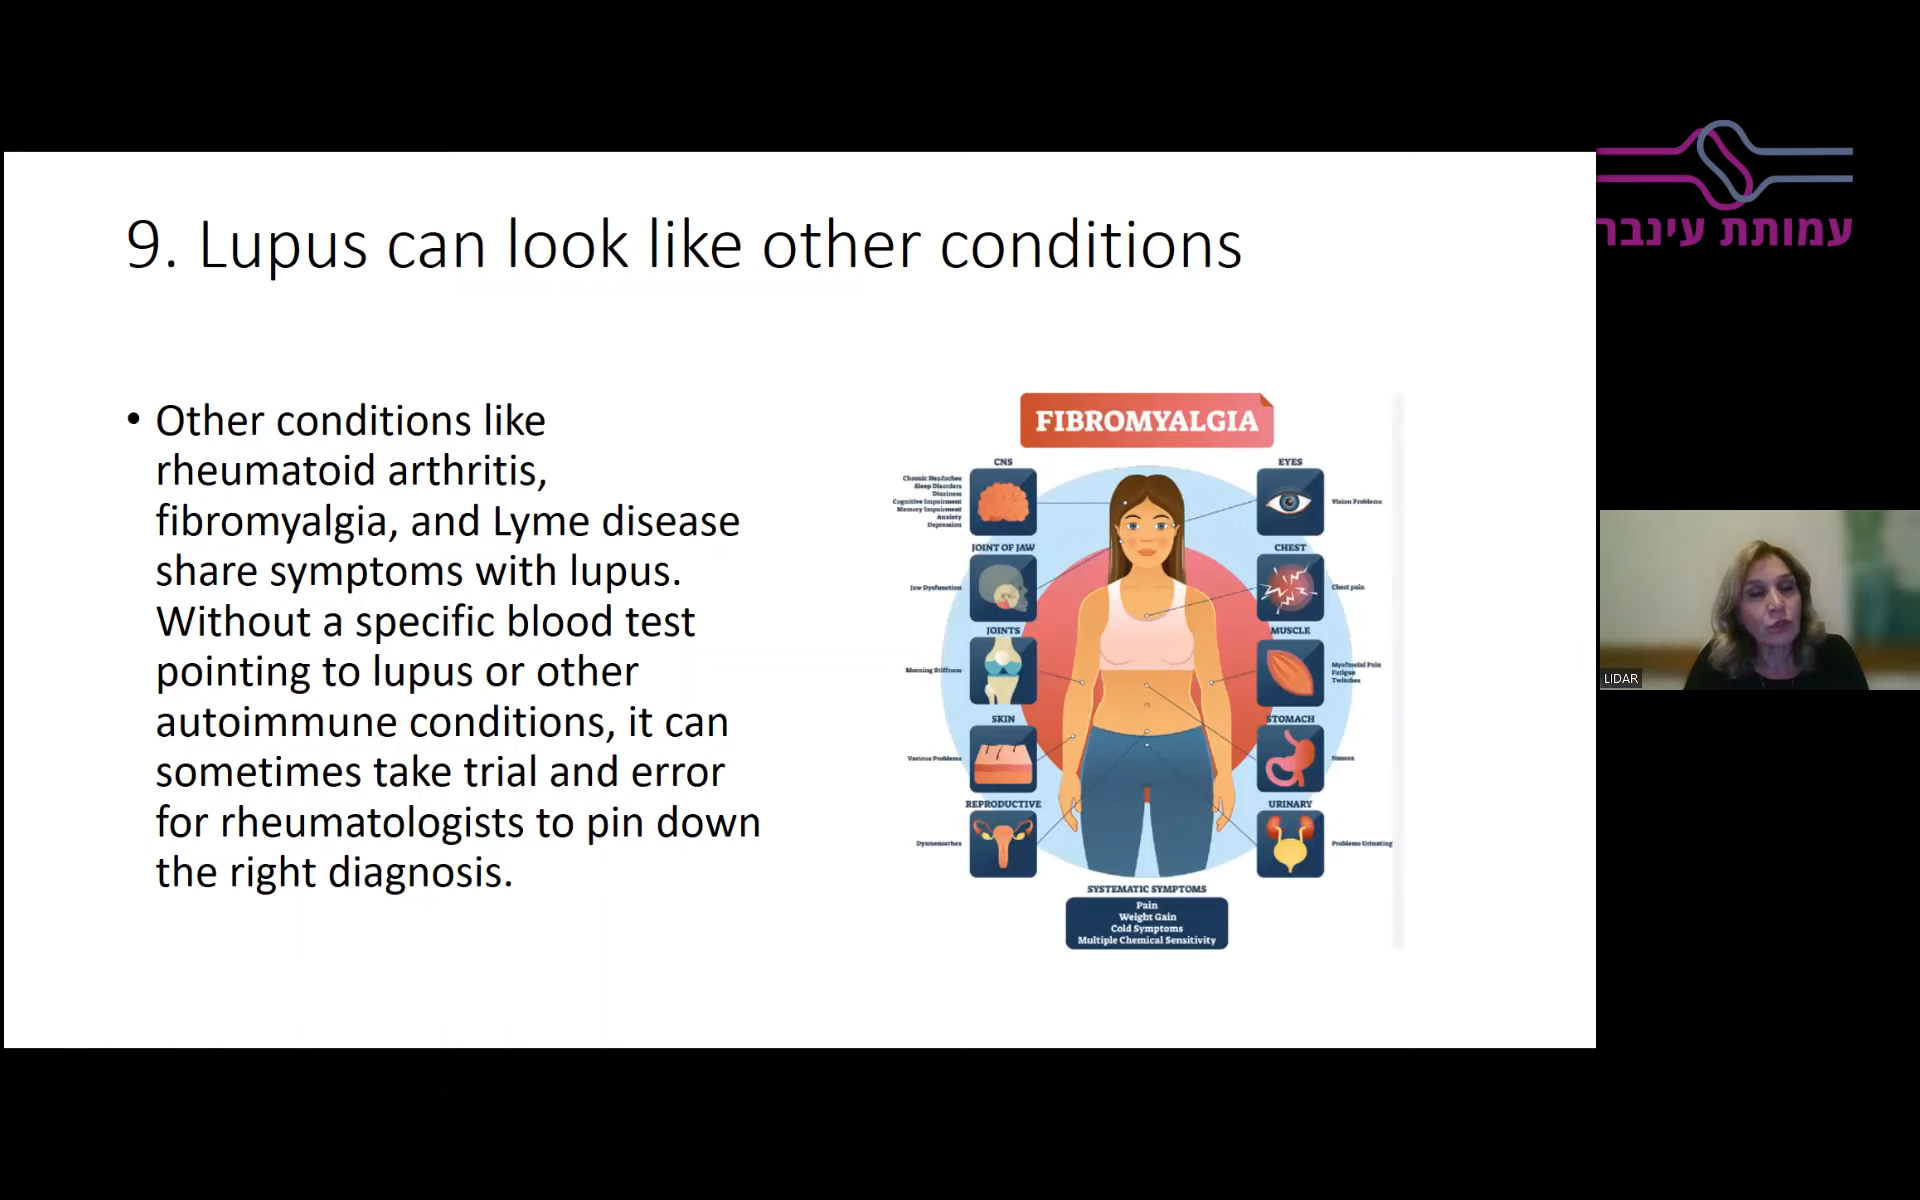 9. Lupus can look like other conditions
• Other conditions like
rheumatoid arthritis,
fibromyalgia, and Lyme disease
share symptoms with lupus.
Without a specific blood test
pointing to lupus or other
autoimmune conditions, it can
sometimes take trial and error
for rheumatologists to pin down
the right diagnosis.
FIBROMYALGIA
CNS
Chronic Headaches
Sleep Disorders
Dizziness
Cognitive Impairment
Memory Impairment
Anxiety
Depression
JOINT OF JAW
Jaw Dysfunction
JOINTS
Morning Stiffness
SKIN
Various Problems
REPRODUCTIVE
Dysmenorrhea
EYES
Vision Problems
CHEST
Chest pain
MUSCLE
Myofascial Pain
Fatigue
Twitches
STOMACH
Nausea
URINARY
Problems Urinating
SYSTEMATIC SYMPTOMS
Pain
Weight Gain
Cold Symptoms
Multiple Chemical Sensitivity
עמותת עינבר
LIDAR